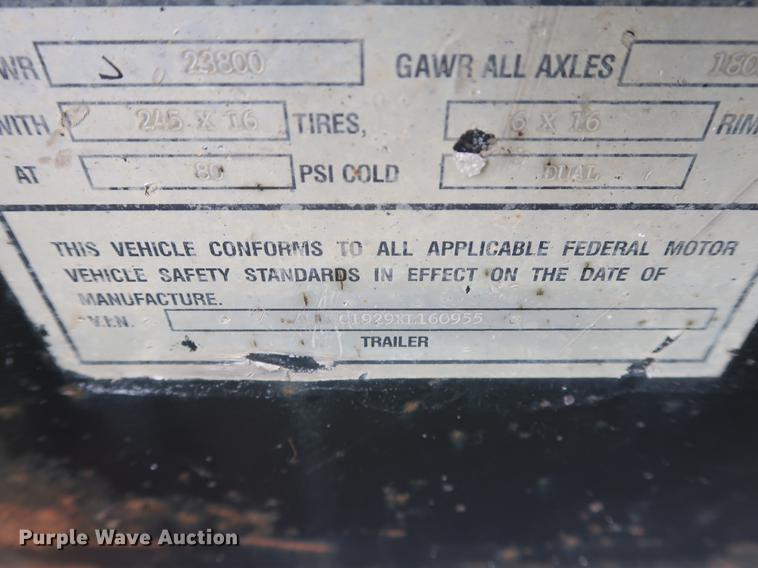 WR 23800 GAWR ALL AXLES 180
WITH 245 X 16 TIRES, 6 X 16 RIM
AT 80 PSI COLD DUAL
THIS VEHICLE CONFORMS TO ALL APPLICABLE FEDERAL MOTOR
VEHICLE SAFETY STANDARDS IN EFFECT ON THE DATE OF
MANUFACTURE.
V.I.N. C1929XL160955
TRAILER
Purple Wave Auction